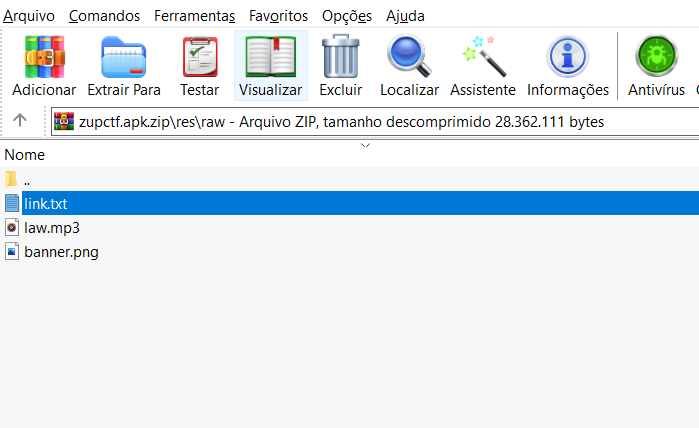 Arquivo Comandos Ferramentas Favoritos Opções Ajuda
Adicionar Extrair Para Testar Visualizar Excluir Localizar Assistente Informações Antivírus
zupctf.apk.zip\res\raw - Arquivo ZIP, tamanho descomprimido 28.362.111 bytes
Nome
..
link.txt
law.mp3
banner.png